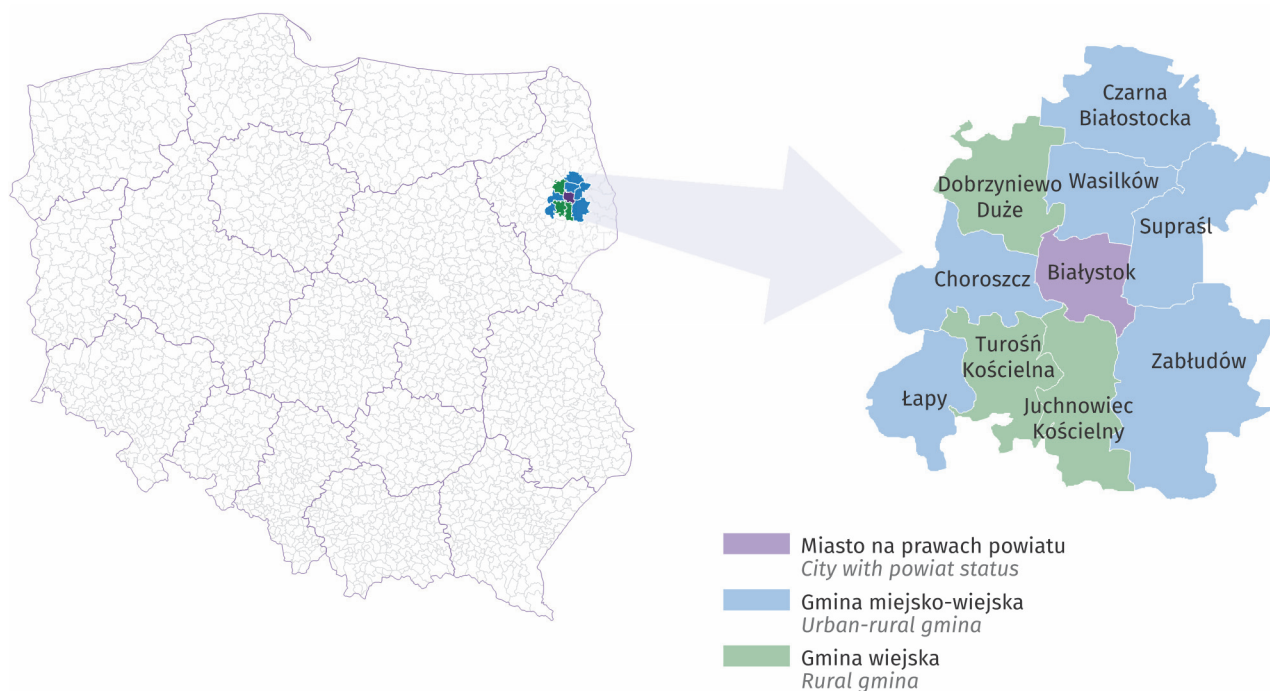 Czarna
Białostocka
Dobrzyniewo
Duże
Wasilków
Supraśl
Choroszcz
Białystok
Turośń
Kościelna
Zabłudów
Łapy
Juchnowiec
Kościelny
Miasto na prawach powiatu
City with powiat status
Gmina miejsko-wiejska
Urban-rural gmina
Gmina wiejska
Rural gmina